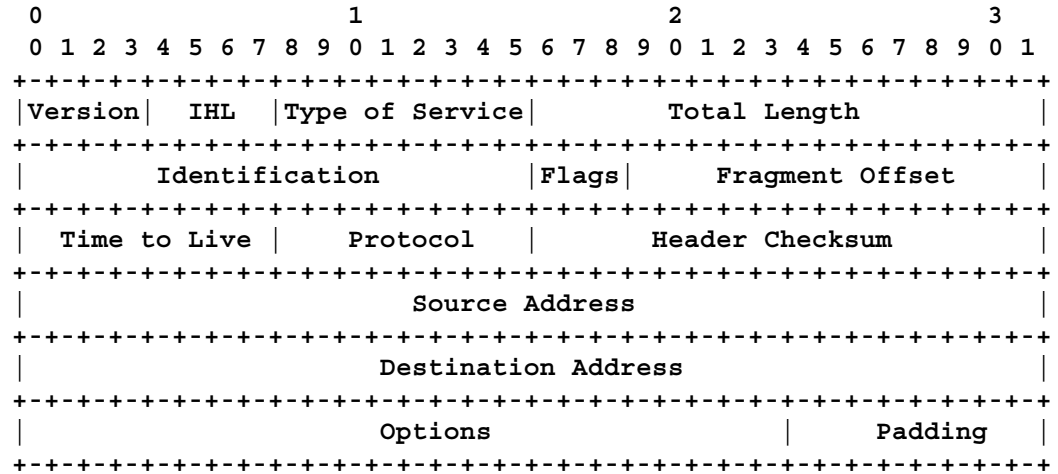 0                   1                   2                   3
 0 1 2 3 4 5 6 7 8 9 0 1 2 3 4 5 6 7 8 9 0 1 2 3 4 5 6 7 8 9 0 1
+-+-+-+-+-+-+-+-+-+-+-+-+-+-+-+-+-+-+-+-+-+-+-+-+-+-+-+-+-+-+-+-+
|Version|  IHL  |Type of Service|        Total Length           |
+-+-+-+-+-+-+-+-+-+-+-+-+-+-+-+-+-+-+-+-+-+-+-+-+-+-+-+-+-+-+-+-+
|        Identification         |Flags|     Fragment Offset     |
+-+-+-+-+-+-+-+-+-+-+-+-+-+-+-+-+-+-+-+-+-+-+-+-+-+-+-+-+-+-+-+-+
|  Time to Live |    Protocol   |       Header Checksum         |
+-+-+-+-+-+-+-+-+-+-+-+-+-+-+-+-+-+-+-+-+-+-+-+-+-+-+-+-+-+-+-+-+
|                        Source Address                         |
+-+-+-+-+-+-+-+-+-+-+-+-+-+-+-+-+-+-+-+-+-+-+-+-+-+-+-+-+-+-+-+-+
|                      Destination Address                      |
+-+-+-+-+-+-+-+-+-+-+-+-+-+-+-+-+-+-+-+-+-+-+-+-+-+-+-+-+-+-+-+-+
|                      Options                  |     Padding   |
+-+-+-+-+-+-+-+-+-+-+-+-+-+-+-+-+-+-+-+-+-+-+-+-+-+-+-+-+-+-+-+-+